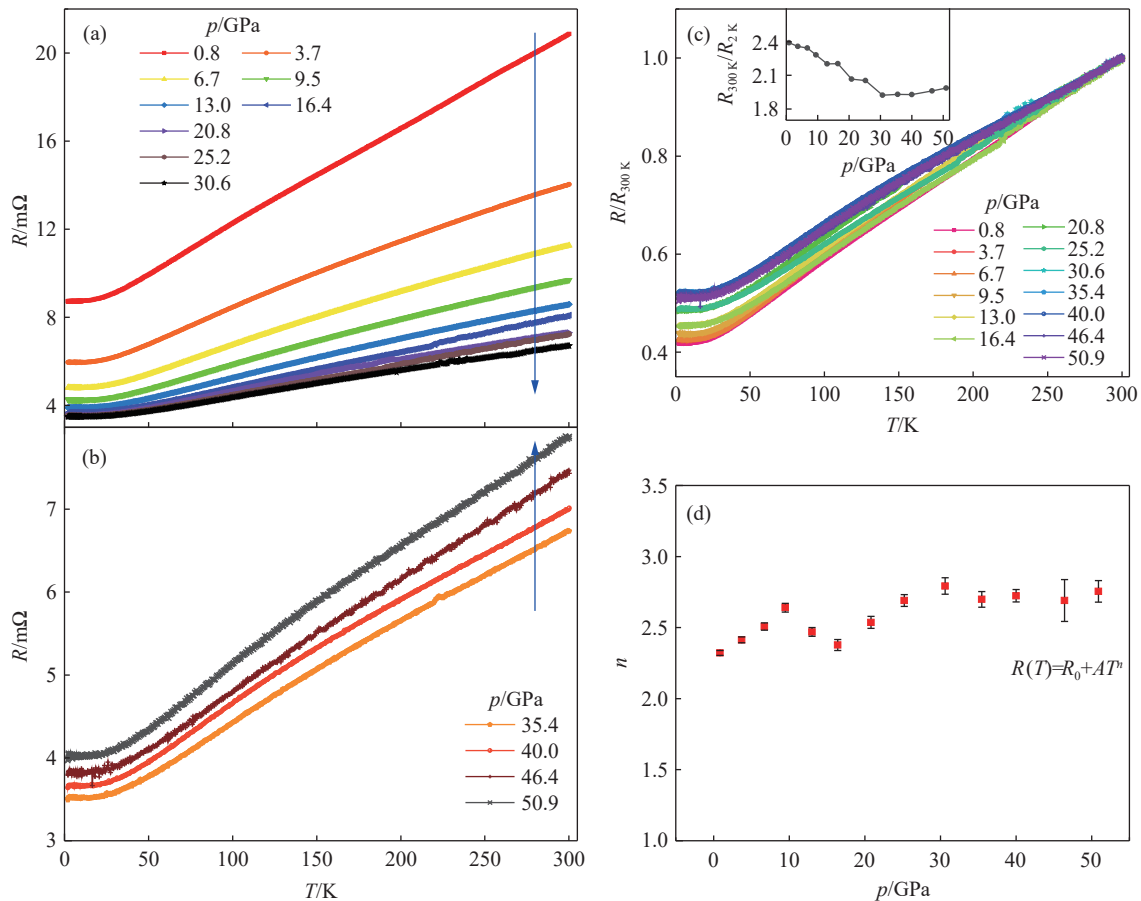 (a)
p/GPa
0.8 3.7
6.7 9.5
13.0 16.4
20.8
25.2
30.6
20
16
12
8
4
R/mΩ
(b)
7
6
5
4
3
R/mΩ
p/GPa
35.4
40.0
46.4
50.9
0 50 100 150 200 250 300
T/K
(c)
R300 K/R2 K
2.4
2.1
1.8
0 10 20 30 40 50
p/GPa
1.0
0.8
0.6
0.4
R/R300 K
p/GPa
0.8 20.8
3.7 25.2
6.7 30.6
9.5 35.4
13.0 40.0
16.4 46.4
50.9
0 50 100 150 200 250 300
T/K
(d)
3.5
3.0
2.5
2.0
1.5
1.0
n
R(T)=R₀+ATⁿ
0 10 20 30 40 50
p/GPa